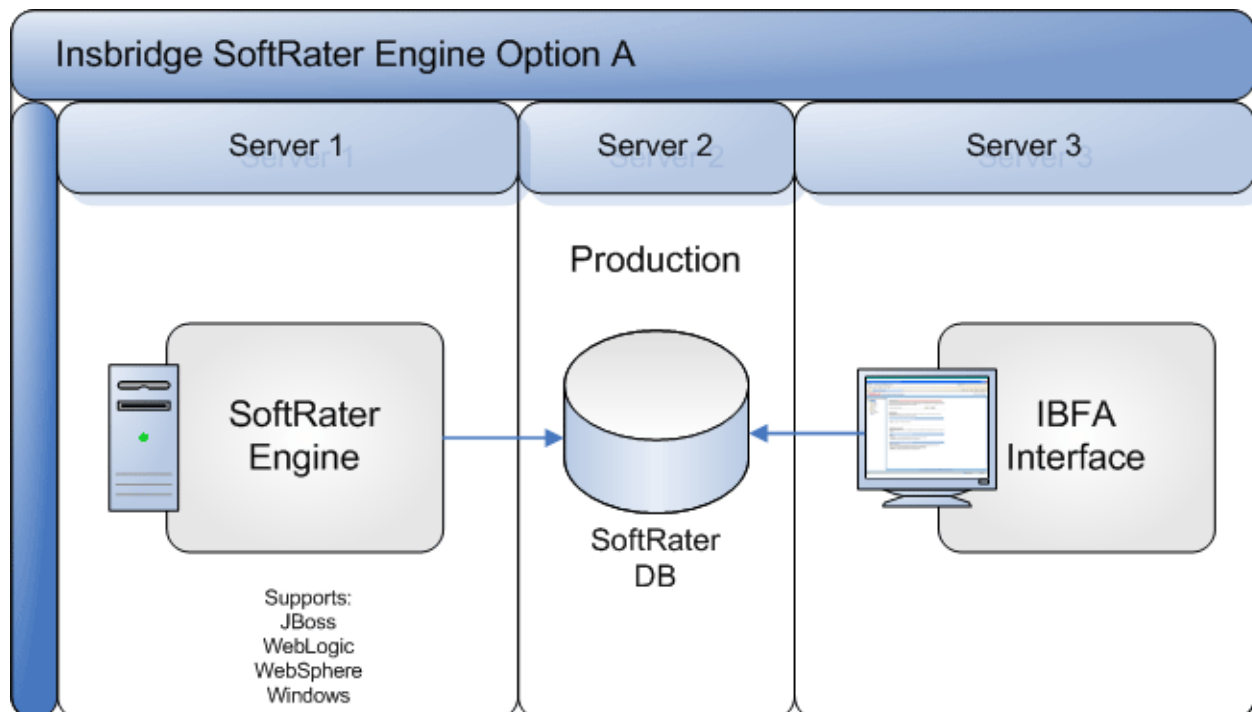 Insbridge SoftRater Engine Option A
Server 1
Server 2
Server 3
Production
SoftRater
Engine
SoftRater
DB
IBFA
Interface
Supports:
JBoss
WebLogic
WebSphere
Windows